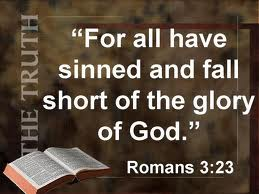 THE TRUTH
“For all have
sinned and fall
short of the glory
of God.”
Romans 3:23